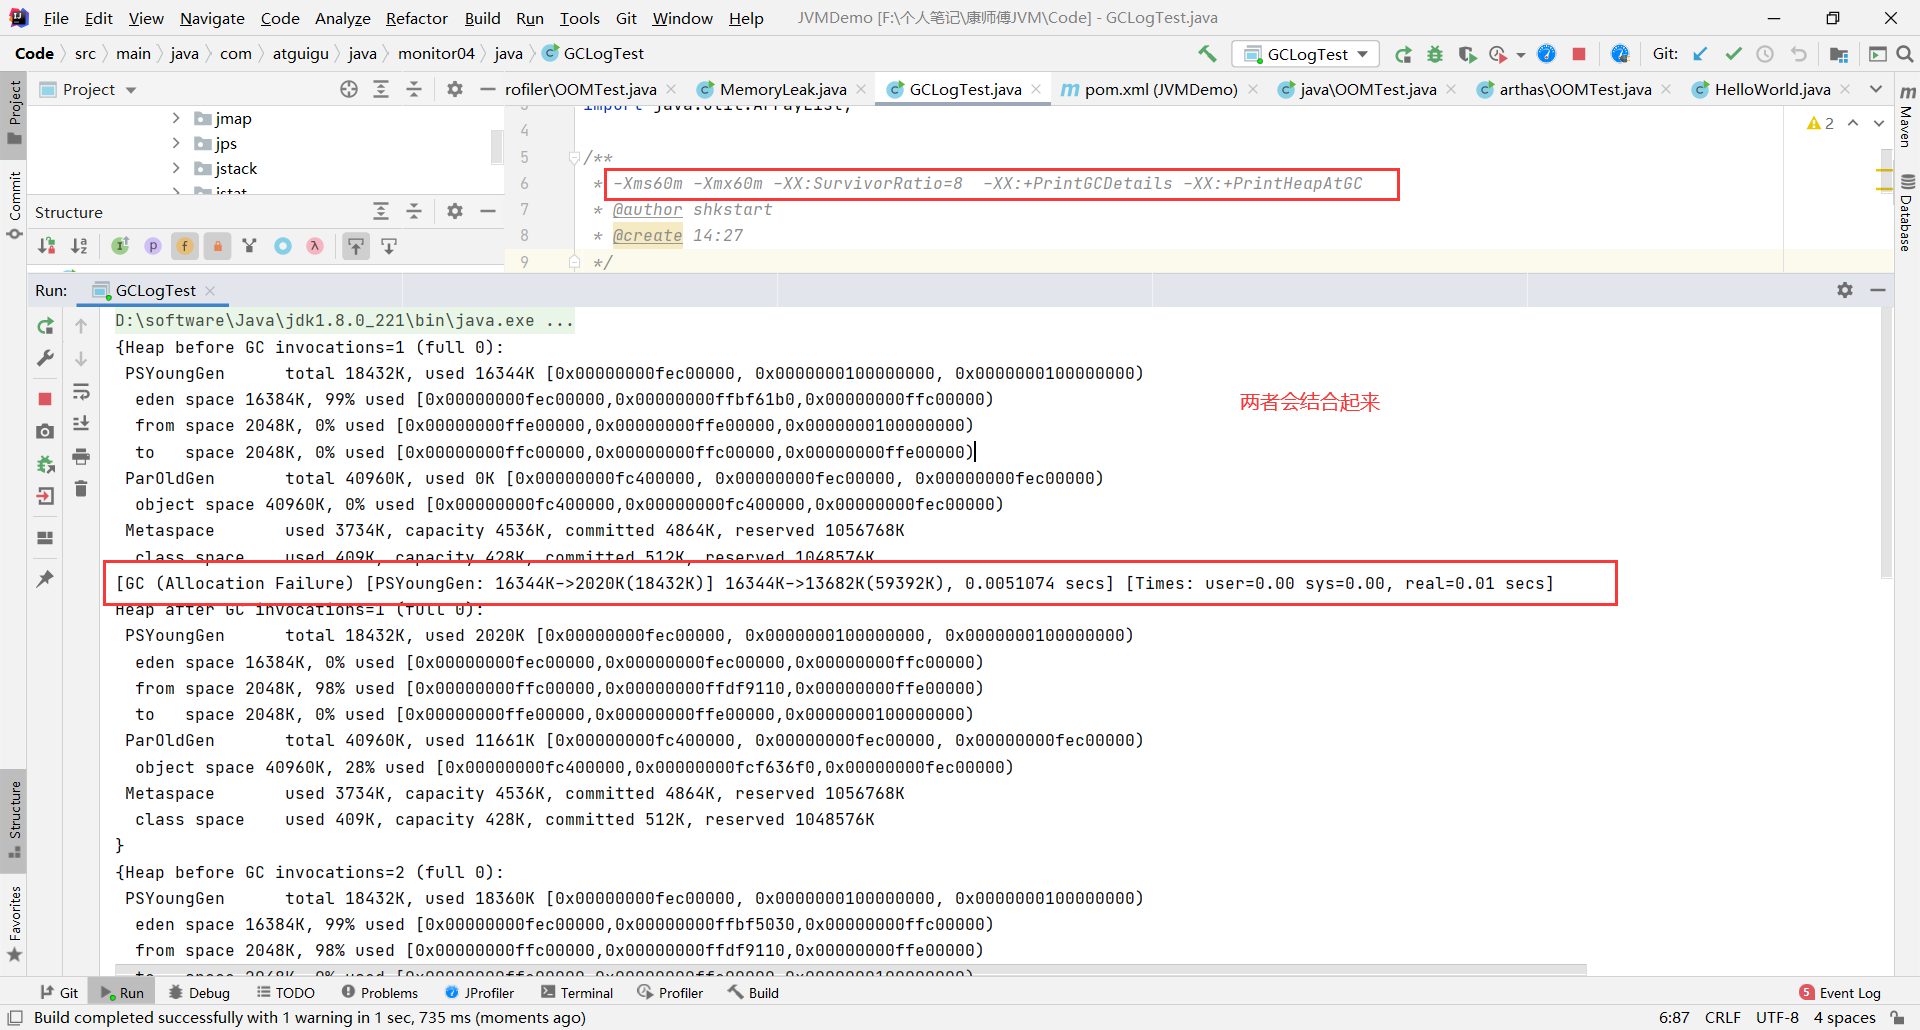 File Edit View Navigate Code Analyze Refactor Build Run Tools Git Window Help JVMDemo [F:\个人笔记\康师傅JVM\Code] - GCLogTest.java
Code src main java com atguigu java monitor04 java GCLogTest GCLogTest Git:
Project rofiler\OOMTest.java MemoryLeak.java GCLogTest.java pom.xml (JVMDemo) java\OOMTest.java arthas\OOMTest.java HelloWorld.java
Project
Commit
Structure
Favorites
Maven
Database
jmap
jps
jstack
jstat
Structure
3 import java.util.ArrayList;
4
5 /**
6 * -Xms60m -Xmx60m -XX:SurvivorRatio=8  -XX:+PrintGCDetails -XX:+PrintHeapAtGC
7 * @author shkstart
8 * @create 14:27
9 */
2
Run: GCLogTest
D:\software\Java\jdk1.8.0_221\bin\java.exe ...
{Heap before GC invocations=1 (full 0):
 PSYoungGen      total 18432K, used 16344K [0x00000000fec00000, 0x0000000100000000, 0x0000000100000000)
  eden space 16384K, 99% used [0x00000000fec00000,0x00000000ffbf61b0,0x00000000ffc00000)
  from space 2048K, 0% used [0x00000000ffe00000,0x00000000ffe00000,0x0000000100000000)
  to   space 2048K, 0% used [0x00000000ffc00000,0x00000000ffc00000,0x00000000ffe00000)
 ParOldGen       total 40960K, used 0K [0x00000000fc400000, 0x00000000fec00000, 0x00000000fec00000)
  object space 40960K, 0% used [0x00000000fc400000,0x00000000fc400000,0x00000000fec00000)
 Metaspace       used 3734K, capacity 4536K, committed 4864K, reserved 1056768K
  class space    used 409K, capacity 428K, committed 512K, reserved 1048576K
两者会结合起来
[GC (Allocation Failure) [PSYoungGen: 16344K->2020K(18432K)] 16344K->13682K(59392K), 0.0051074 secs] [Times: user=0.00 sys=0.00, real=0.01 secs]
Heap after GC invocations=1 (full 0):
 PSYoungGen      total 18432K, used 2020K [0x00000000fec00000, 0x0000000100000000, 0x0000000100000000)
  eden space 16384K, 0% used [0x00000000fec00000,0x00000000fec00000,0x00000000ffc00000)
  from space 2048K, 98% used [0x00000000ffc00000,0x00000000ffdf9110,0x00000000ffe00000)
  to   space 2048K, 0% used [0x00000000ffe00000,0x00000000ffe00000,0x0000000100000000)
 ParOldGen       total 40960K, used 11661K [0x00000000fc400000, 0x00000000fec00000, 0x00000000fec00000)
  object space 40960K, 28% used [0x00000000fc400000,0x00000000fcf636f0,0x00000000fec00000)
 Metaspace       used 3734K, capacity 4536K, committed 4864K, reserved 1056768K
  class space    used 409K, capacity 428K, committed 512K, reserved 1048576K
}
{Heap before GC invocations=2 (full 0):
 PSYoungGen      total 18432K, used 18360K [0x00000000fec00000, 0x0000000100000000, 0x0000000100000000)
  eden space 16384K, 99% used [0x00000000fec00000,0x00000000ffbf5030,0x00000000ffc00000)
  from space 2048K, 98% used [0x00000000ffc00000,0x00000000ffdf9110,0x00000000ffe00000)
  to   space 2048K, 0% used [0x00000000ffe00000,0x00000000ffe00000,0x0000000100000000)
Git Run Debug TODO Problems JProfiler Terminal Profiler Build 5 Event Log
Build completed successfully with 1 warning in 1 sec, 735 ms (moments ago) 6:87 CRLF UTF-8 4 spaces